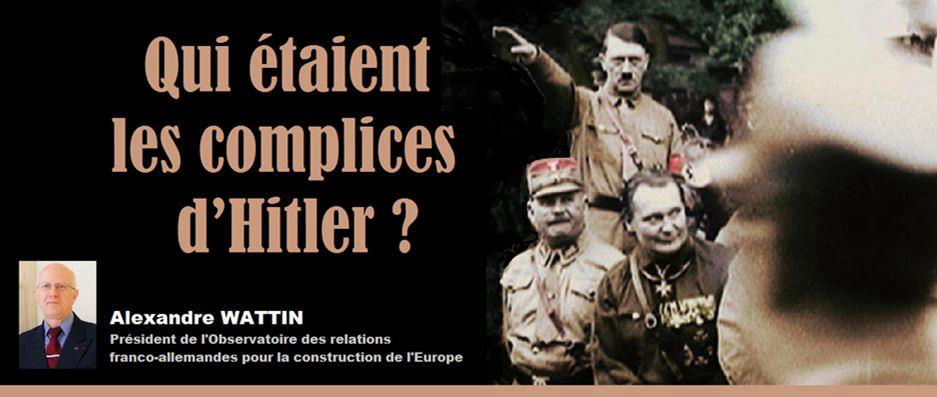 Qui étaient
les complices
d’Hitler ?
Alexandre WATTIN
Président de l'Observatoire des relations
franco-allemandes pour la construction de l'Europe